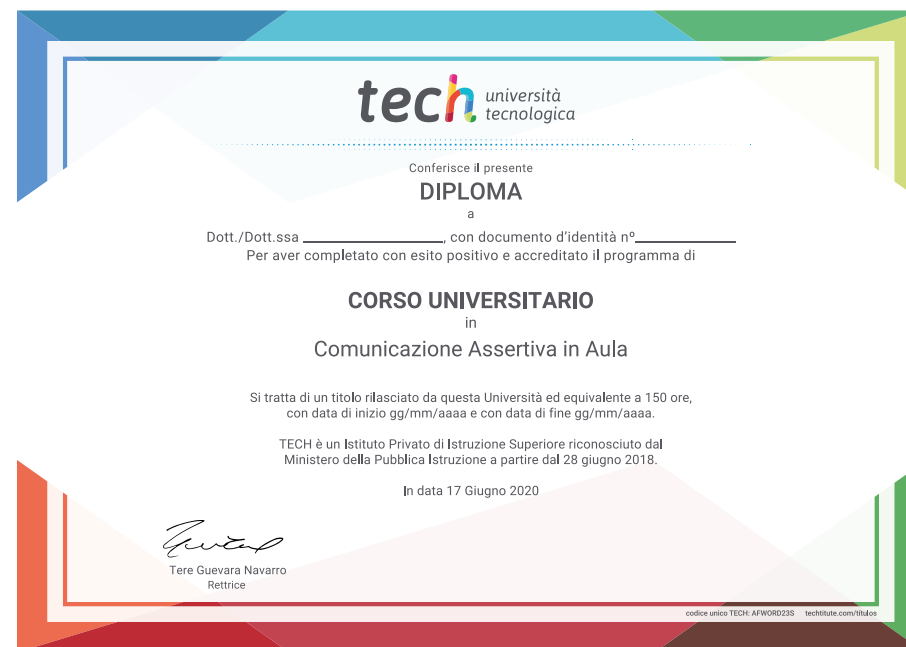 tech università
tecnologica
Conferisce il presente
DIPLOMA
a
Dott./Dott.ssa ____________, con documento d'identità nº____________
Per aver completato con esito positivo e accreditato il programma di
CORSO UNIVERSITARIO
in
Comunicazione Assertiva in Aula
Si tratta di un titolo rilasciato da questa Università ed equivalente a 150 ore,
con data di inizio gg/mm/aaaa e con data di fine gg/mm/aaaa.
TECH è un Istituto Privato di Istruzione Superiore riconosciuto dal
Ministero della Pubblica Istruzione a partire dal 28 giugno 2018.
In data 17 Giugno 2020
Tere Guevara Navarro
Rettrice
codice unico TECH: AFWORD23S techtitute.com/titulos